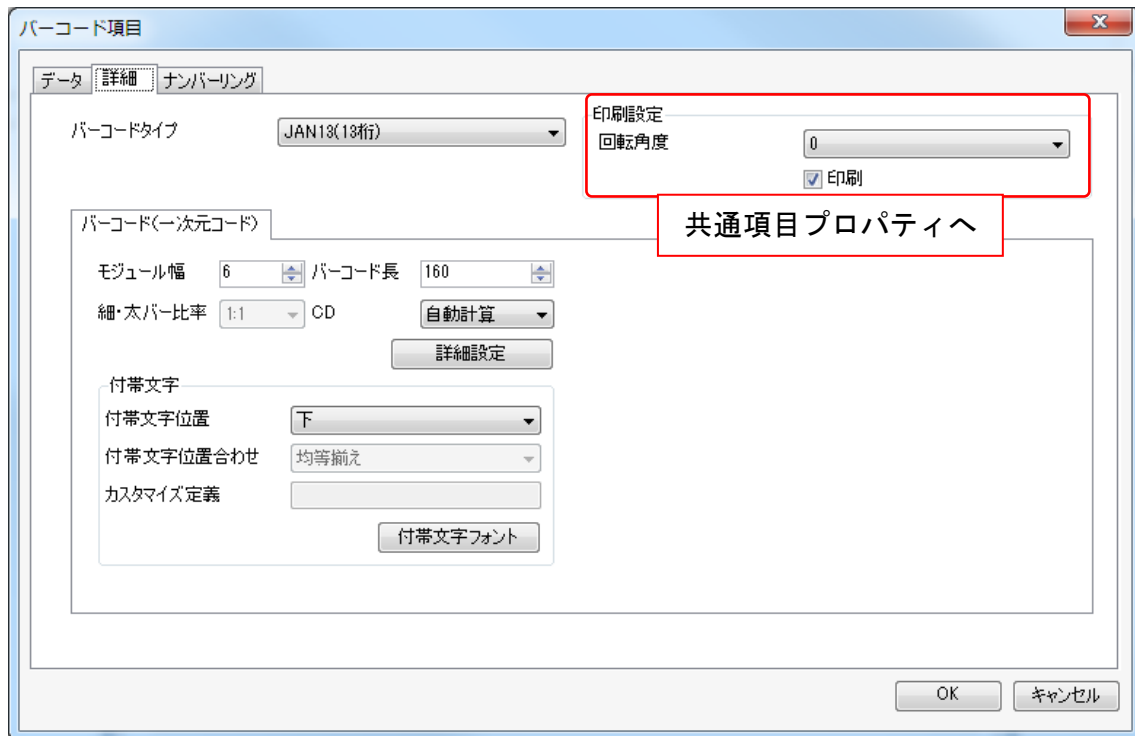 バーコード項目
データ 詳細 ナンバーリング
バーコードタイプ JAN13(13桁)
印刷設定
回転角度 0
印刷
共通項目プロパティへ
バーコード(一次元コード)
モジュール幅 6 バーコード長 160
細・太バー比率 1:1 CD 自動計算
詳細設定
付帯文字
付帯文字位置 下
付帯文字位置合わせ 均等揃え
カスタマイズ定義
付帯文字フォント
OK キャンセル